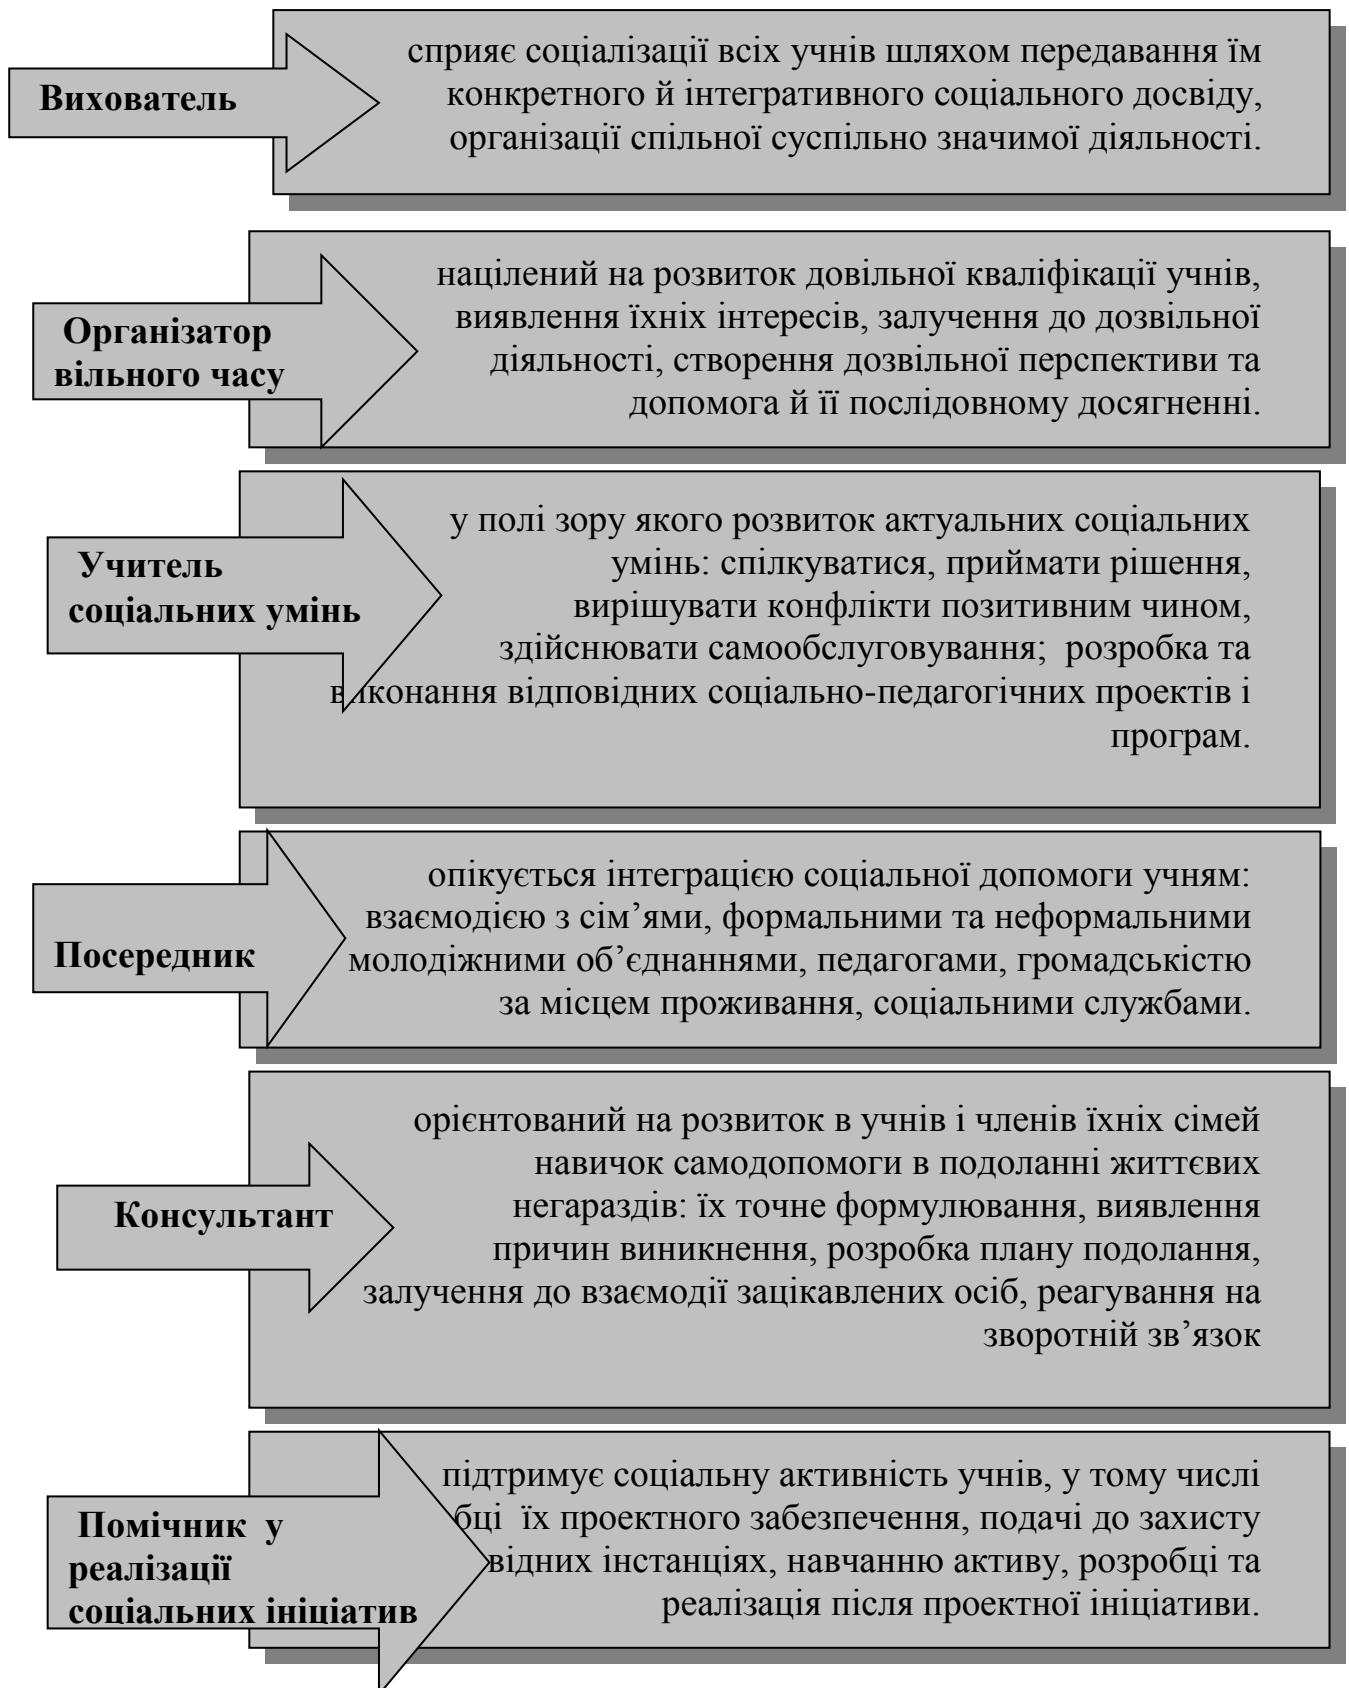 Вихователь
сприяє соціалізації всіх учнів шляхом передавання їм
конкретного й інтегративного соціального досвіду,
організації спільної суспільно значимої діяльності.
Організатор
вільного часу
націлений на розвиток довільної кваліфікації учнів,
виявлення їхніх інтересів, залучення до дозвільної
діяльності, створення дозвільної перспективи та
допомога й її послідовному досягненні.
Учитель
соціальних умінь
у полі зору якого розвиток актуальних соціальних
умінь: спілкуватися, приймати рішення,
вирішувати конфлікти позитивним чином,
здійснювати самообслуговування; розробка та
виконання відповідних соціально-педагогічних проектів і
програм.
Посередник
опікується інтеграцією соціальної допомоги учням:
взаємодією з сім’ями, формальними та неформальними
молодіжними об’єднаннями, педагогами, громадськістю
за місцем проживання, соціальними службами.
Консультант
орієнтований на розвиток в учнів і членів їхніх сімей
навичок самодопомоги в подоланні життєвих
негараздів: їх точне формулювання, виявлення
причин виникнення, розробка плану подолання,
залучення до взаємодії зацікавлених осіб, реагування на
зворотній зв’язок
Помічник у
реалізації
соціальних ініціатив
підтримує соціальну активність учнів, у тому числі
їх проектного забезпечення, подачі до захисту
інстанціях, навчанню активу, розробці та
реалізація після проектної ініціативи.